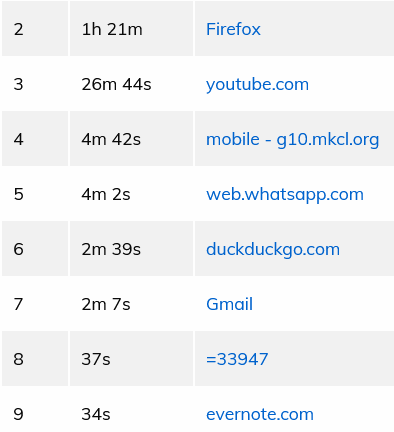 2 1h 21m Firefox
3 26m 44s youtube.com
4 4m 42s mobile - g10.mkcl.org
5 4m 2s web.whatsapp.com
6 2m 39s duckduckgo.com
7 2m 7s Gmail
8 37s =33947
9 34s evernote.com